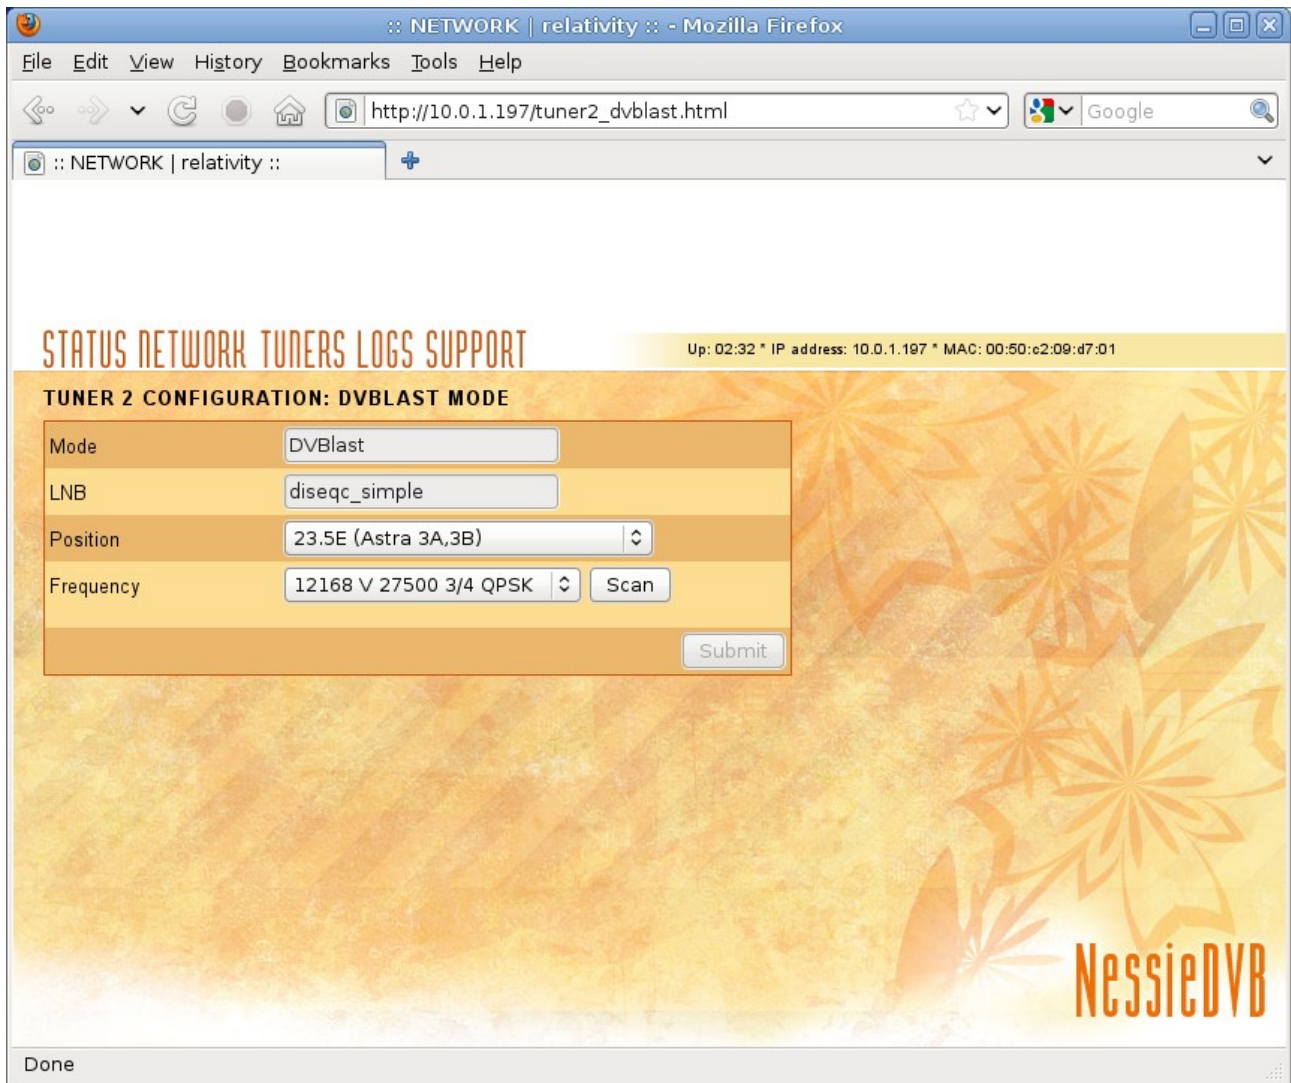 :: NETWORK | relativity :: - Mozilla Firefox
File Edit View History Bookmarks Tools Help
http://10.0.1.197/tuner2_dvblast.html Google
:: NETWORK | relativity ::
STATUS NETWORK TUNERS LOGS SUPPORT Up: 02:32 * IP address: 10.0.1.197 * MAC: 00:50:c2:09:d7:01
TUNER 2 CONFIGURATION: DVBLAST MODE
Mode DVBlast
LNB diseqc_simple
Position 23.5E (Astra 3A,3B)
Frequency 12168 V 27500 3/4 QPSK Scan
Submit
NessieDVB
Done